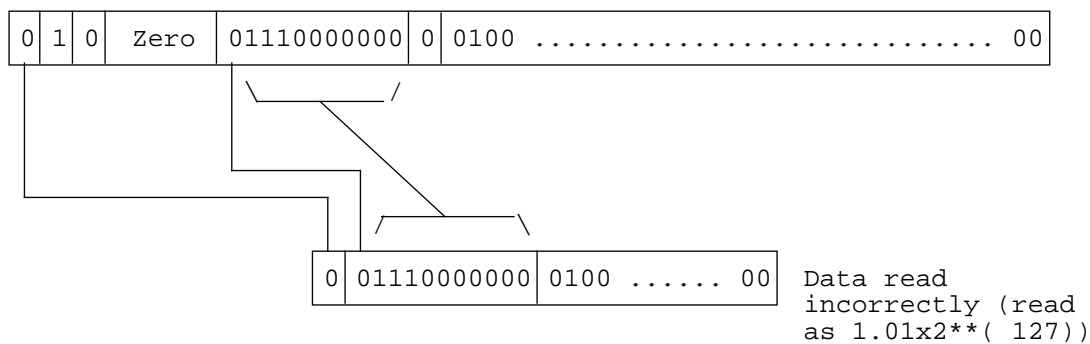 0 1 0 Zero 01110000000 0 0100 ............................. 00
0 01110000000 0100 ...... 00
Data read
incorrectly (read
as 1.01x2**( 127))